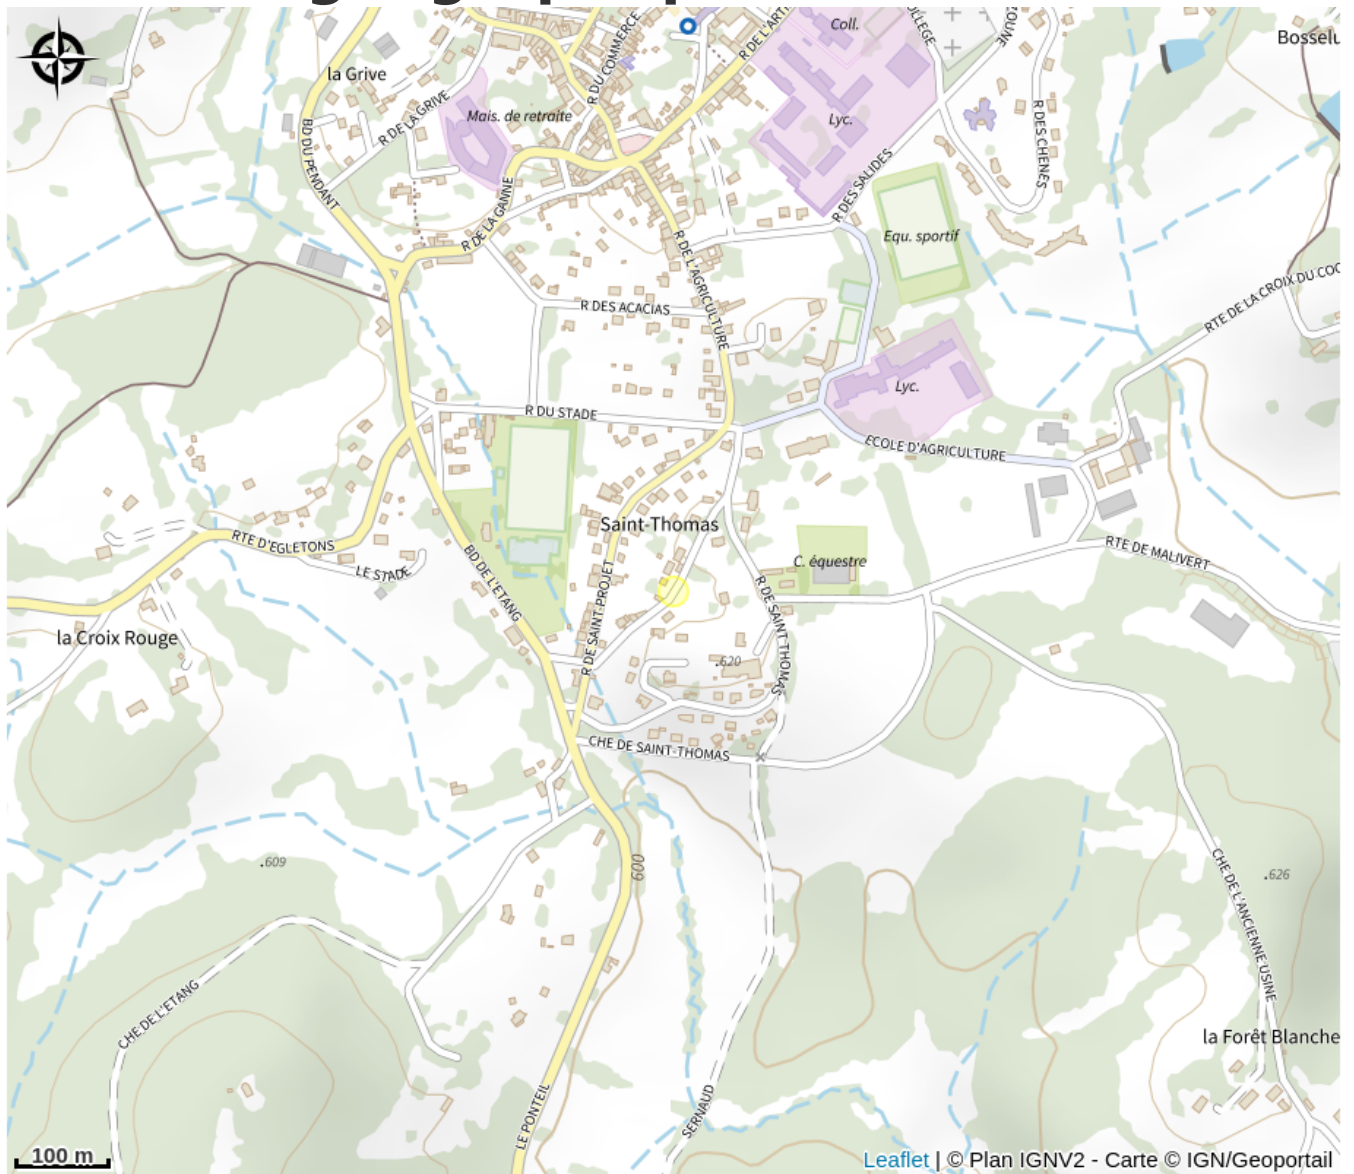 Coll.
R DU COMMERCE
Bosselu
la Grive
Mais. de retraite
Lyc.
R DE LA GRIVE
R DES CHENES
BD DU PENDANT
R DES SALIDES
R DE LA GANNE
Equ. sportif
R DE L'AGRICULTURE
RTE DE LA CROIX DU COC
R DES ACACIAS
Lyc.
R DU STADE
ECOLE D'AGRICULTURE
Saint-Thomas
RTE D'EGLETONS
RTE DE MALIVERT
C. équestre
LE STADE
BD DE L'ETANG
R DE SAINT-PROJET
R DE SAINT THOMAS
la Croix Rouge
.620
CHE DE SAINT-THOMAS
.609
600
.626
CHE DE L'ANCIENNE USINE
CHE DE L'ETANG
la Forêt Blanche
LE PONTEIL
SERNAUD
100 m
Leaflet | © Plan IGNV2 - Carte © IGN/Geoportail